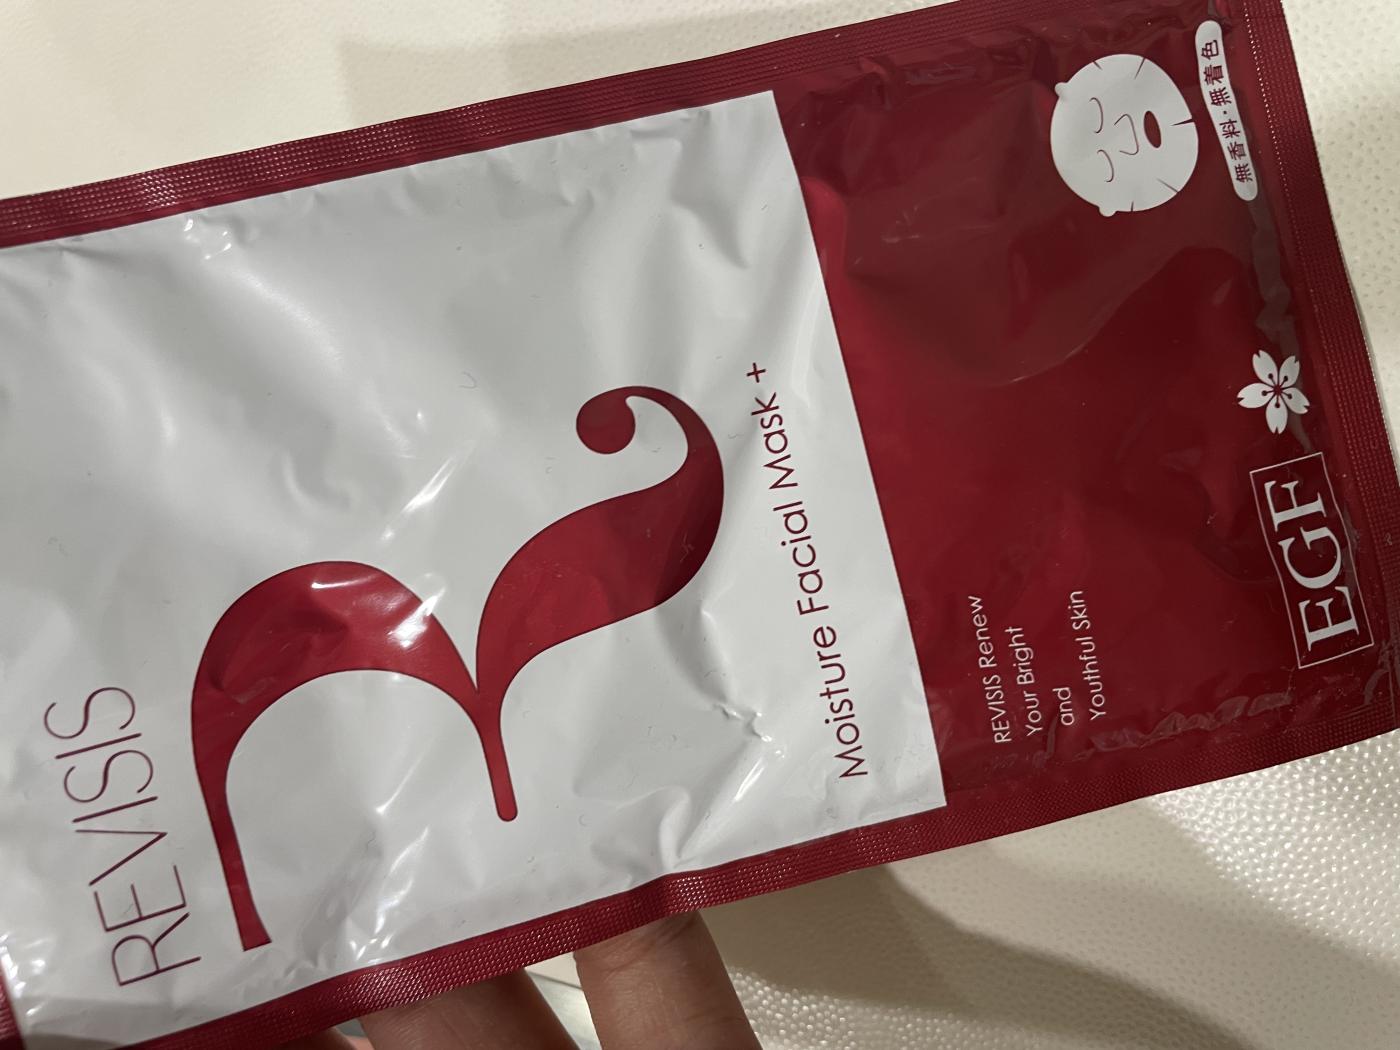 REVISIS
R
Moisture Facial Mask +
REVISIS Renew
Your Bright
and
Youthful Skin
EGF
無香料・無着色